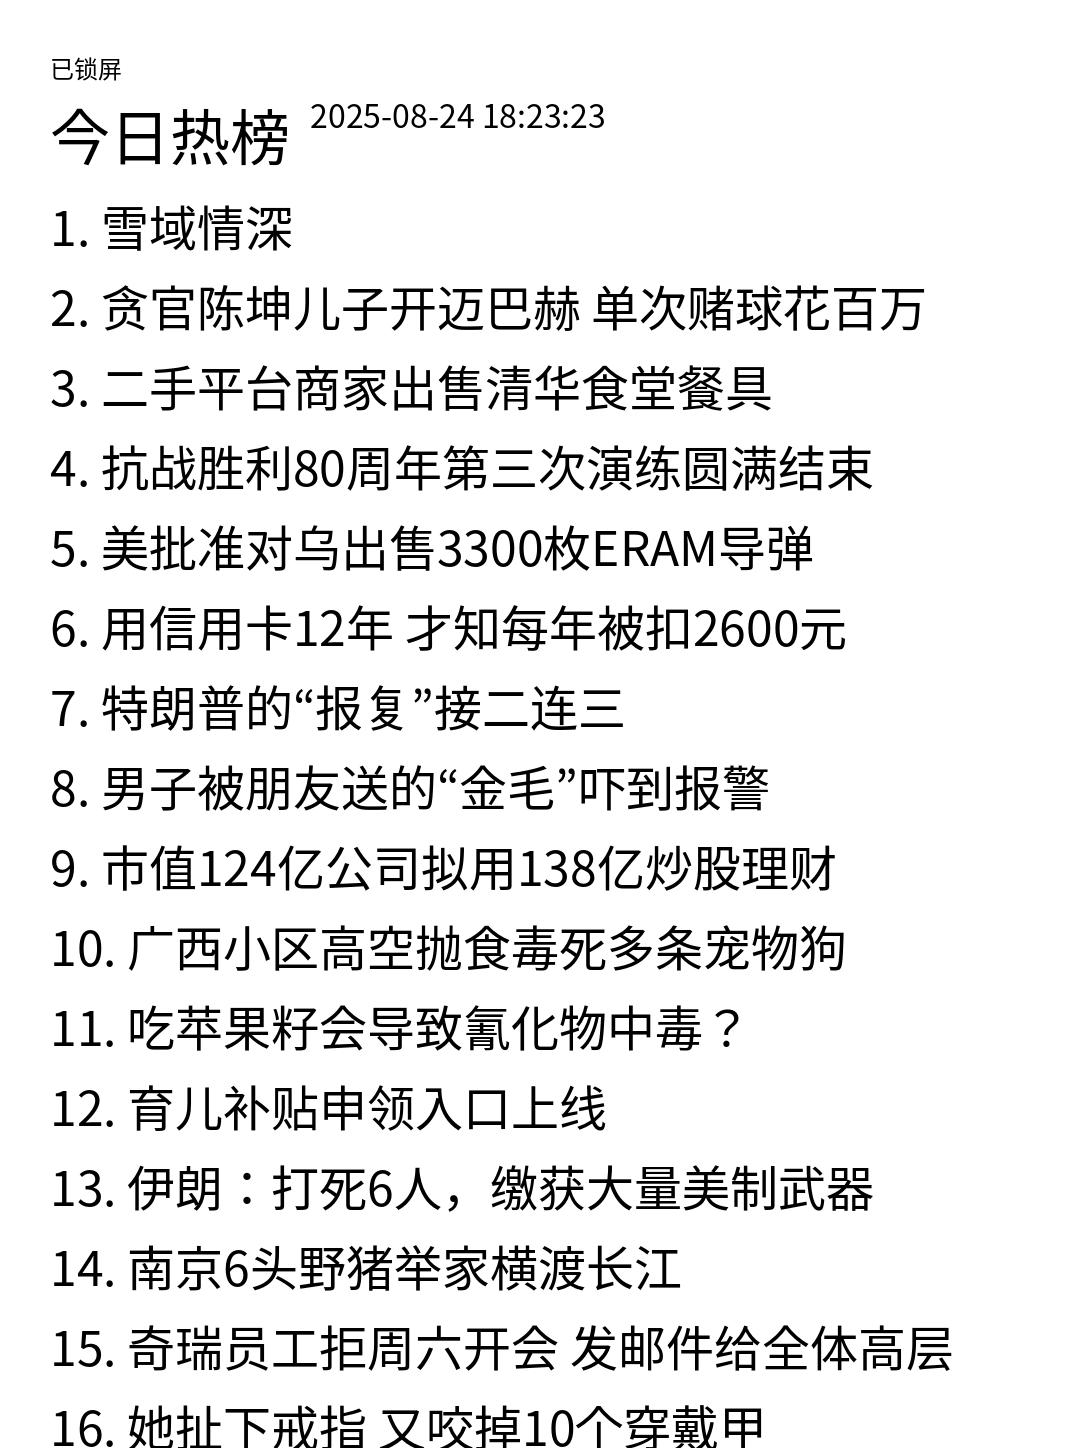 已锁屏
今日热榜 2025-08-24 18:23:23
1. 雪域情深
2. 贪官陈坤儿子开迈巴赫 单次赌球花百万
3. 二手平台商家出售清华食堂餐具
4. 抗战胜利80周年第三次演练圆满结束
5. 美批准对乌出售3300枚ERAM导弹
6. 用信用卡12年 才知每年被扣2600元
7. 特朗普的“报复”接二连三
8. 男子被朋友送的“金毛”吓到报警
9. 市值124亿公司拟用138亿炒股理财
10. 广西小区高空抛食毒死多条宠物狗
11. 吃苹果籽会导致氰化物中毒？
12. 育儿补贴申领入口上线
13. 伊朗：打死6人，缴获大量美制武器
14. 南京6头野猪举家横渡长江
15. 奇瑞员工拒周六开会 发邮件给全体高层
16. 她扯下戒指 又咬掉10个穿戴甲